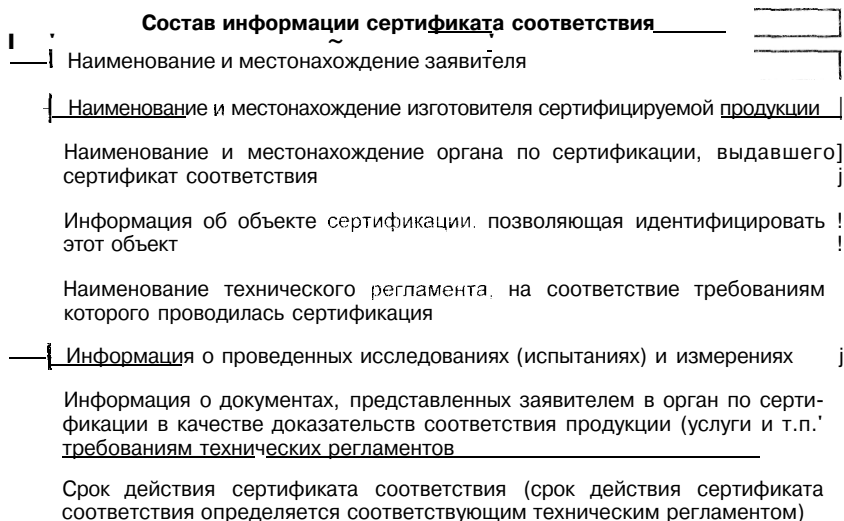 Состав информации сертификата соответствия
Наименование и местонахождение заявителя
Наименование и местонахождение изготовителя сертифицируемой продукции
Наименование и местонахождение органа по сертификации, выдавшего
сертификат соответствия
Информация об объекте сертификации, позволяющая идентифицировать
этот объект
Наименование технического регламента, на соответствие требованиям
которого проводилась сертификация
Информация о проведенных исследованиях (испытаниях) и измерениях
Информация о документах, представленных заявителем в орган по серти-
фикации в качестве доказательств соответствия продукции (услуги и т.п.'
требованиям технических регламентов
Срок действия сертификата соответствия (срок действия сертификата
соответствия определяется соответствующим техническим регламентом)